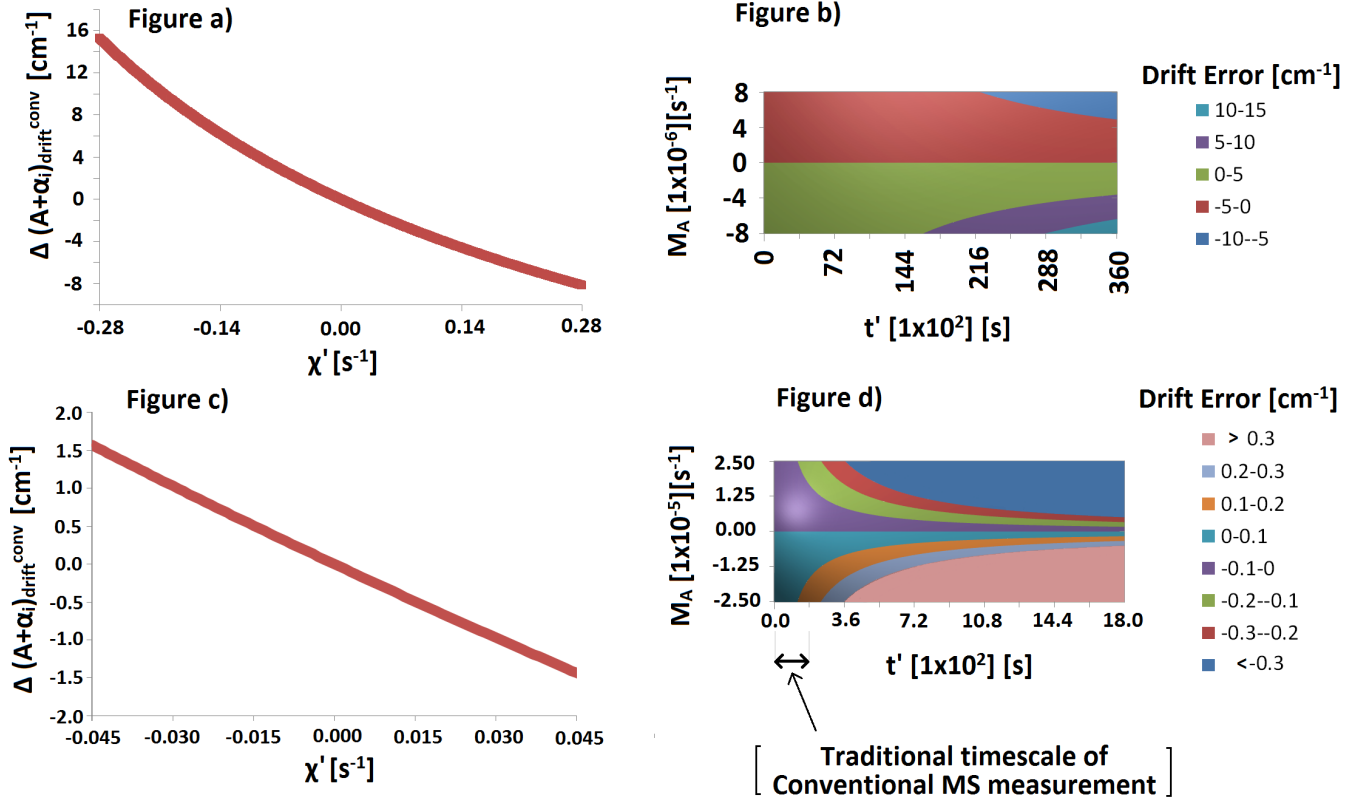 Figure a)
Δ (A+αi)drift^conv [cm-1]
16
12
8
4
0
-4
-8
-0.28 -0.14 0.00 0.14 0.28
χ' [s-1]
Figure b)
MA [1x10-6][s-1]
8
4
0
-4
-8
0 72 144 216 288 360
t' [1x10²] [s]
Drift Error [cm-1]
10-15
5-10
0-5
-5-0
-10--5
Figure c)
Δ (A+αi)drift^conv [cm-1]
2.0
1.5
1.0
0.5
0.0
-0.5
-1.0
-1.5
-2.0
-0.045 -0.030 -0.015 0.000 0.015 0.030 0.045
χ' [s-1]
Figure d)
MA [1x10-5][s-1]
2.50
1.25
0.00
-1.25
-2.50
0.0 3.6 7.2 10.8 14.4 18.0
t' [1x10²] [s]
Drift Error [cm-1]
> 0.3
0.2-0.3
0.1-0.2
0-0.1
-0.1-0
-0.2--0.1
-0.3--0.2
<-0.3
[ Traditional timescale of
Conventional MS measurement ]